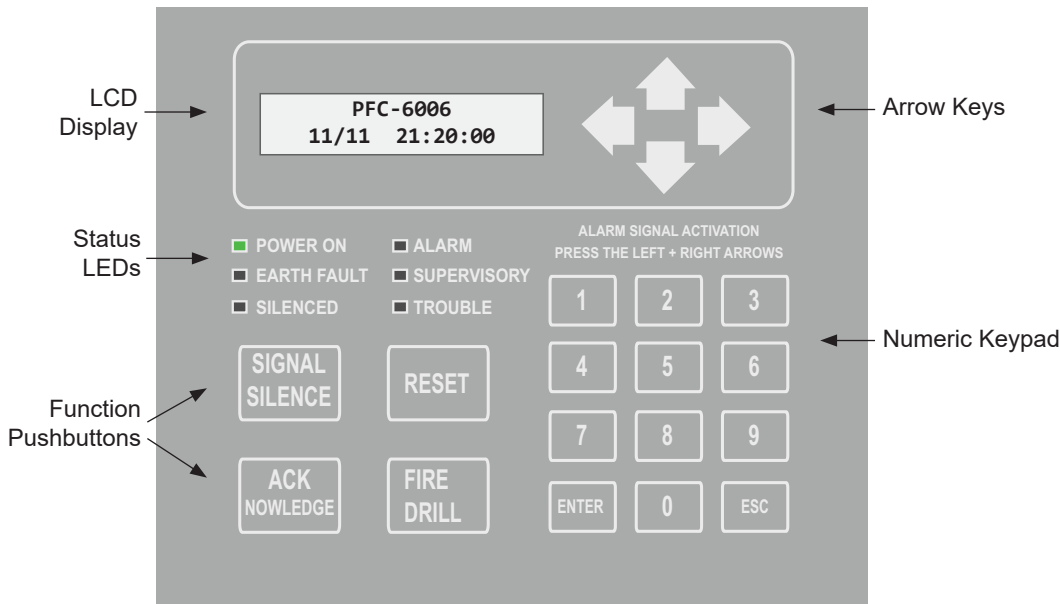 LCD
Display
PFC-6006
11/11 21:20:00
Arrow Keys
Status
LEDs
POWER ON
EARTH FAULT
SILENCED
ALARM
SUPERVISORY
TROUBLE
ALARM SIGNAL ACTIVATION
PRESS THE LEFT + RIGHT ARROWS
1 2 3
4 5 6
7 8 9
ENTER 0 ESC
Numeric Keypad
Function
Pushbuttons
SIGNAL
SILENCE
RESET
ACK
NOWLEDGE
FIRE
DRILL